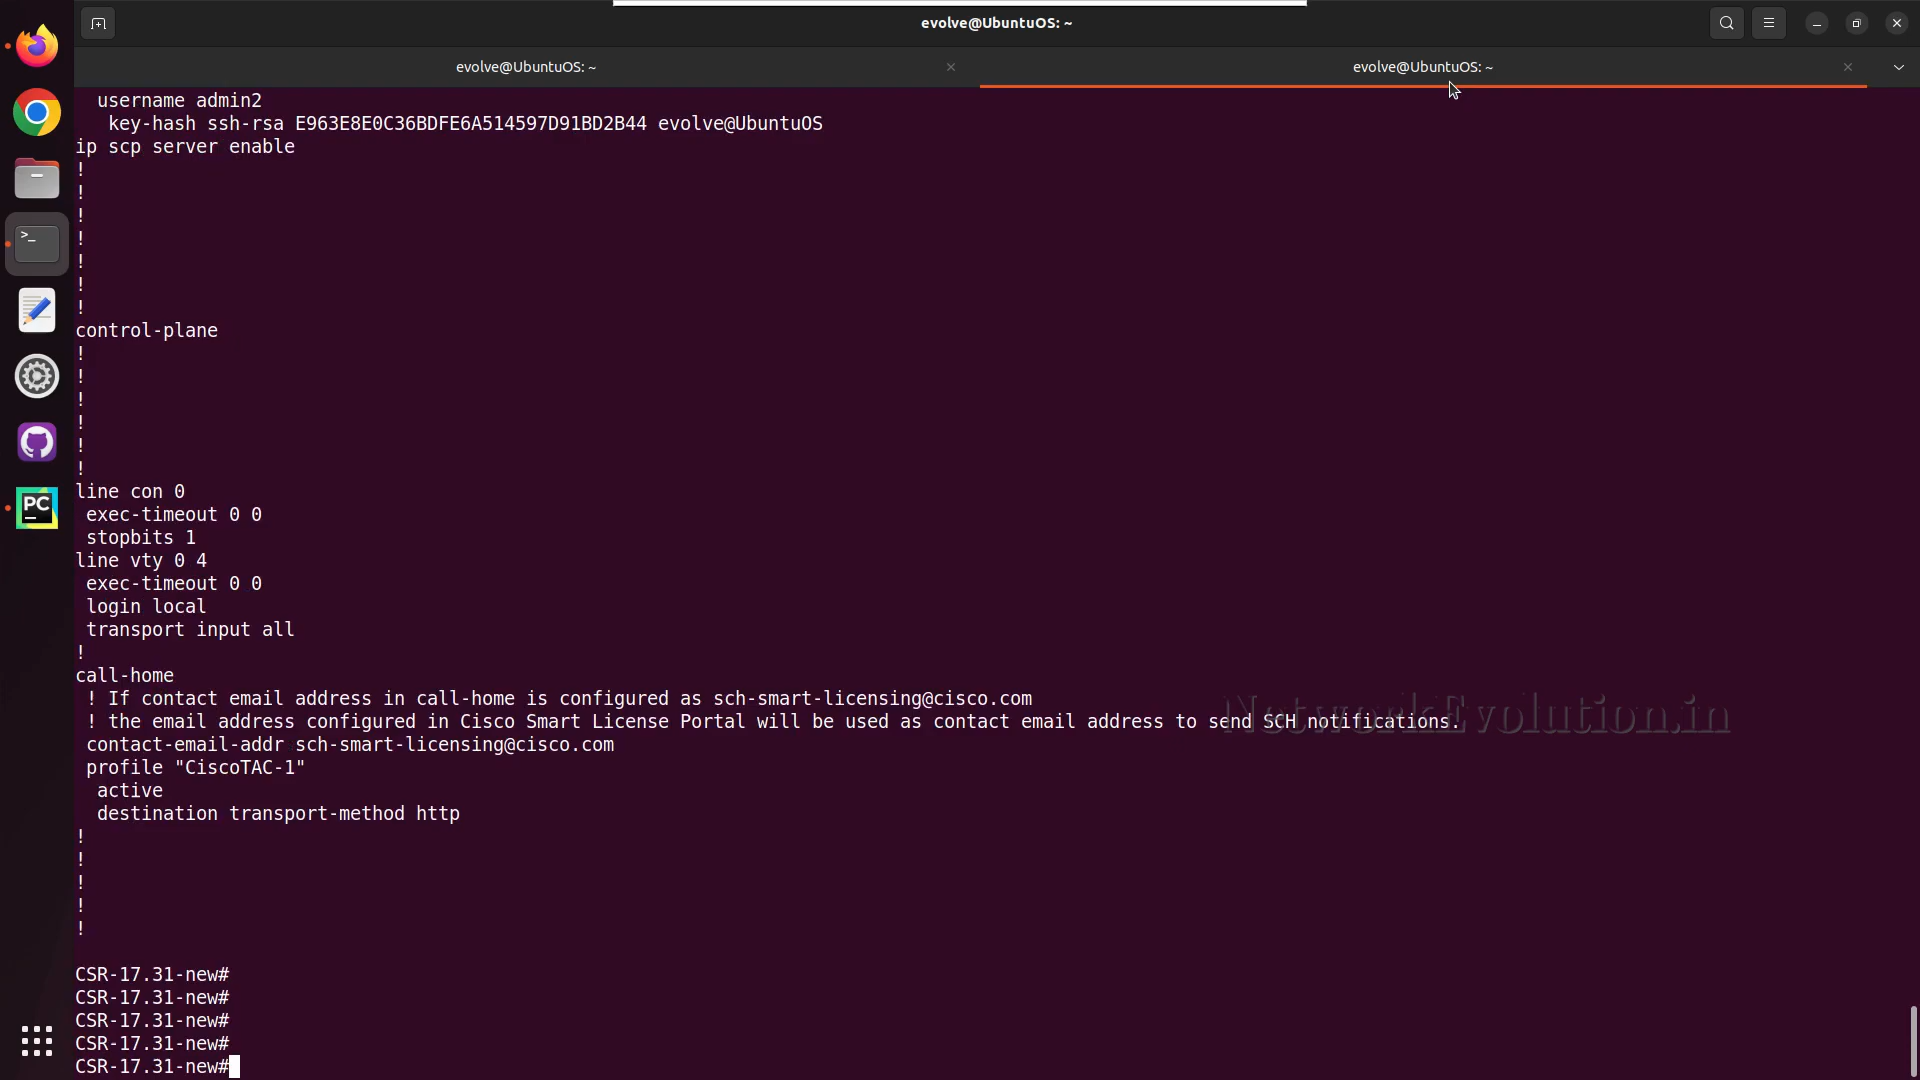 evolve@UbuntuOS: ~
evolve@UbuntuOS: ~
evolve@UbuntuOS: ~
  username admin2
   key-hash ssh-rsa E963E8E0C36BDFE6A514597D91BD2B44 evolve@UbuntuOS
ip scp server enable
!
!
!
!
!
!
!
control-plane
!
!
!
!
!
!
line con 0
 exec-timeout 0 0
 stopbits 1
line vty 0 4
 exec-timeout 0 0
 login local
 transport input all
!
call-home
 ! If contact email address in call-home is configured as sch-smart-licensing@cisco.com
 ! the email address configured in Cisco Smart License Portal will be used as contact email address to send SCH notifications.
 contact-email-addr sch-smart-licensing@cisco.com
 profile "CiscoTAC-1"
  active
  destination transport-method http
!
!
!
!
!
CSR-17.31-new#
CSR-17.31-new#
CSR-17.31-new#
CSR-17.31-new#
CSR-17.31-new#
NetworkEvolution.in
>_
PC